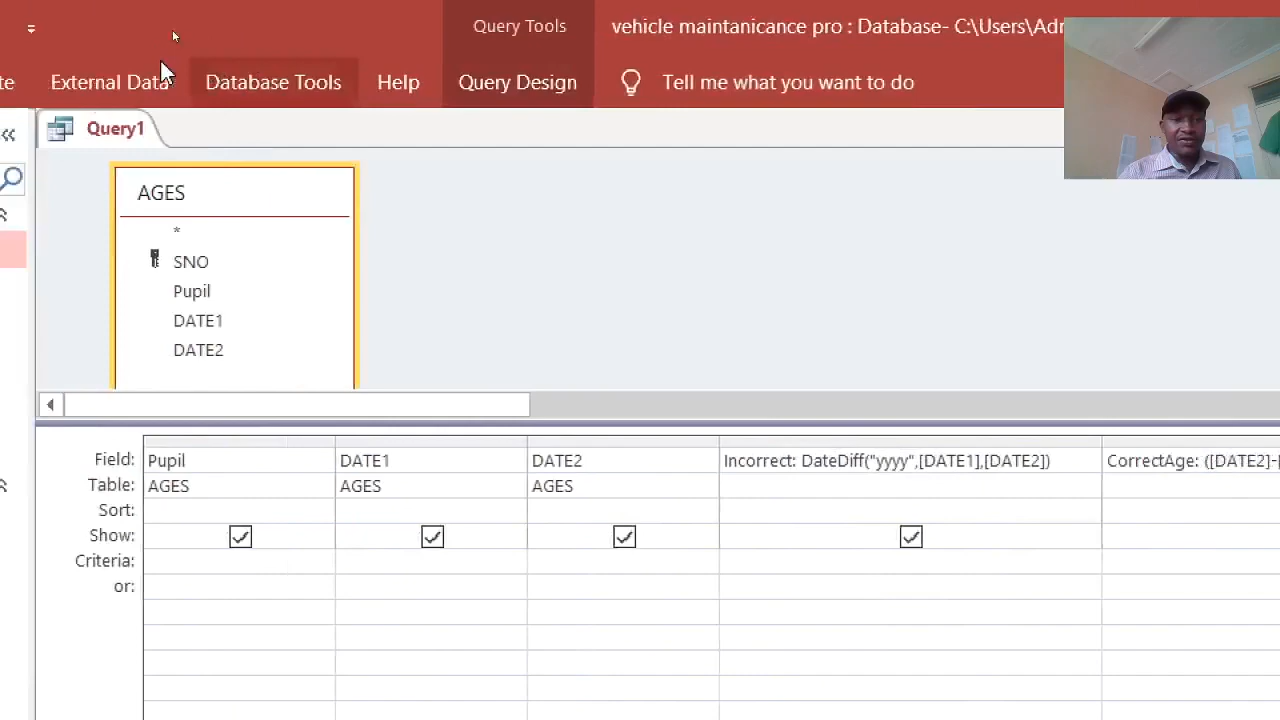 Query Tools
vehicle maintanicance pro : Database- C:\Users\Adr
te
External Data
Database Tools
Help
Query Design
Tell me what you want to do
Query1
AGES
*
SNO
Pupil
DATE1
DATE2
Field: Pupil DATE1 DATE2 Incorrect: DateDiff("yyyy",[DATE1],[DATE2]) CorrectAge: ([DATE2]-[
Table: AGES AGES AGES
Sort:
Show:
Criteria:
or: